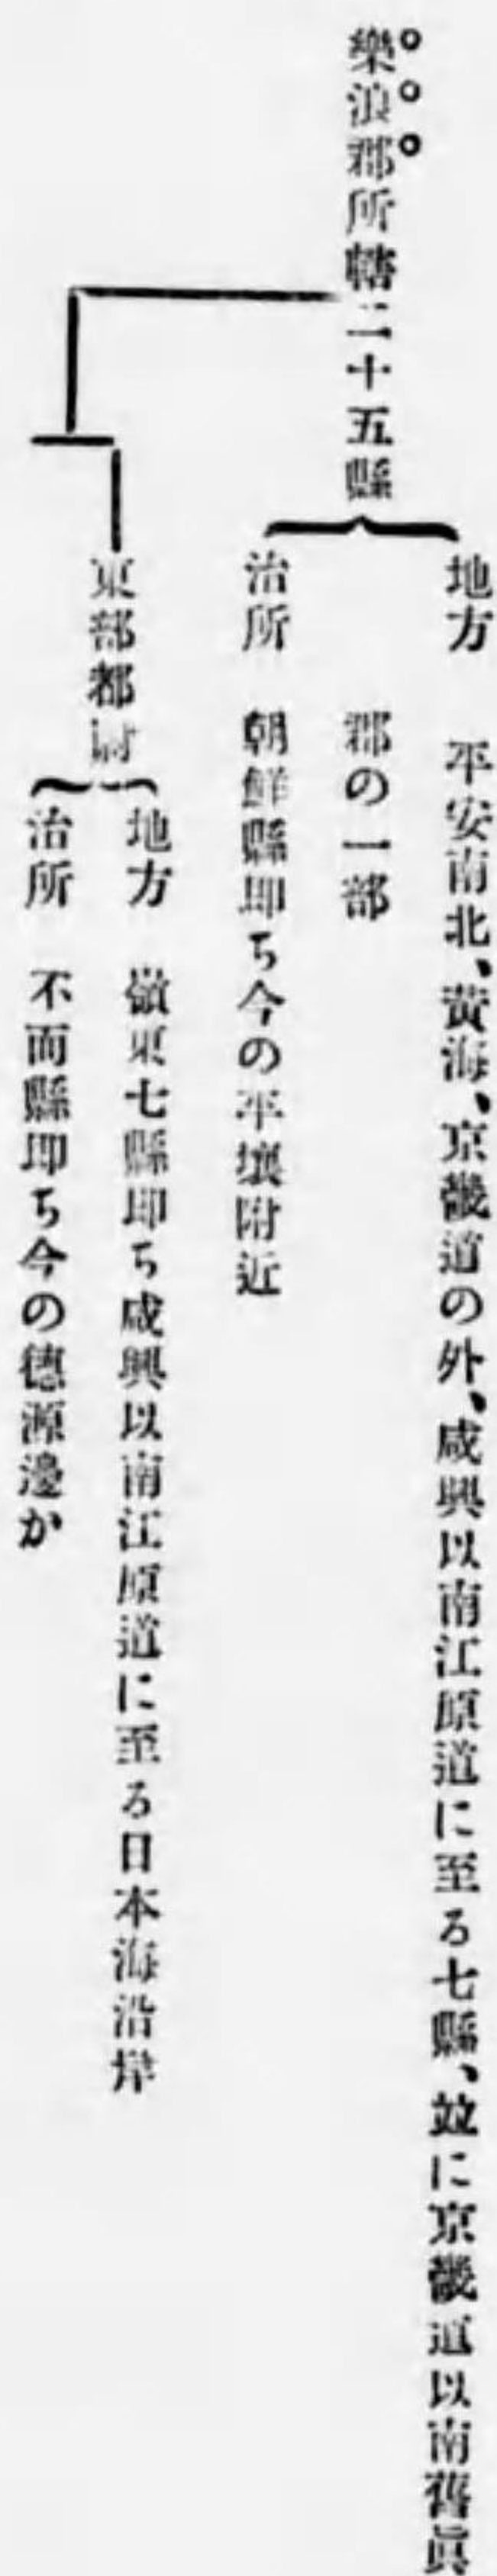 樂浪郡所轄二十五縣
地方 平安南北、黄海、京畿道の外、咸興以南江原道に至る七縣、竝に京畿道以南舊眞
郡の一部
治所 朝鮮縣即ち今の平壤附近
東部都尉
地方 嶺東七縣即ち咸興以南江原道に至る日本海沿岸
治所 不而縣即ち今の德源邊か